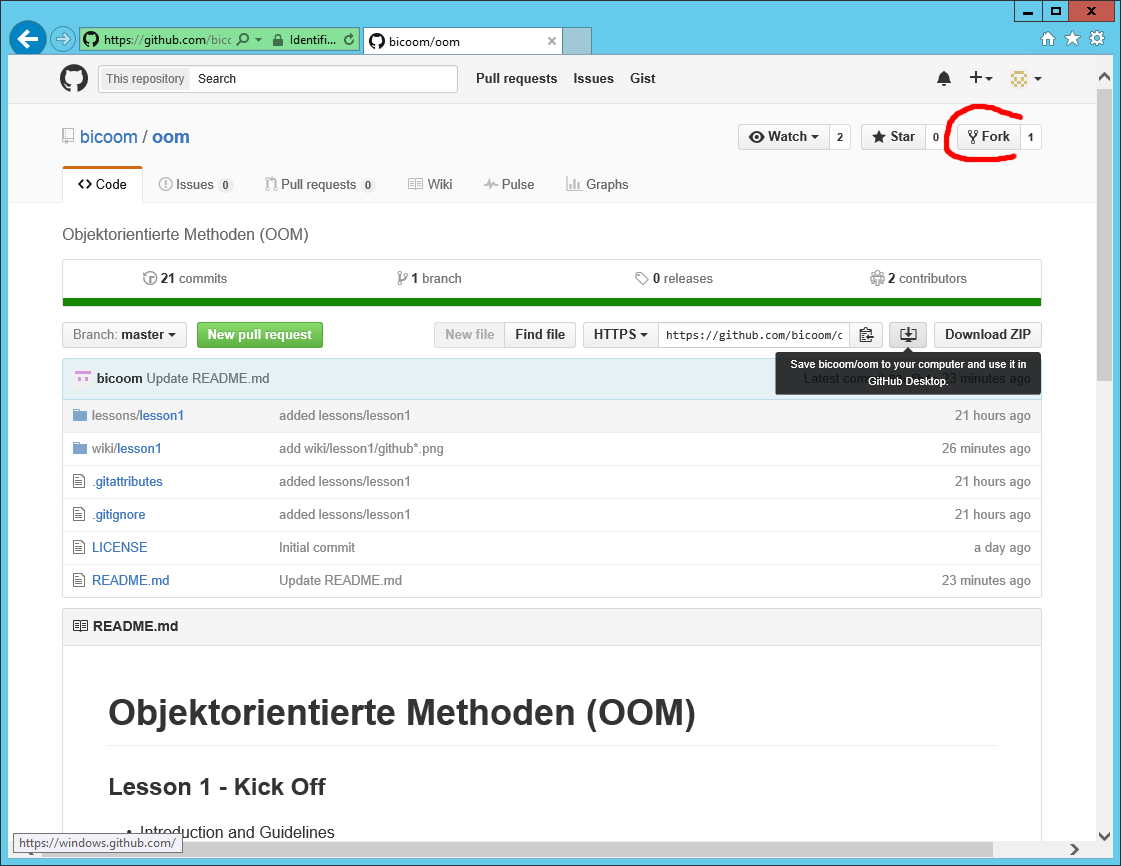 https://github.com/bicc
Identifi...
bicoom/oom
This repository Search
Pull requests Issues Gist
bicoom / oom
Watch 2 Star 0 Fork 1
Code Issues 0 Pull requests 0 Wiki Pulse Graphs
Objektorientierte Methoden (OOM)
21 commits 1 branch 0 releases 2 contributors
Branch: master New pull request New file Find file HTTPS https://github.com/bicoom/c Download ZIP
Save bicoom/oom to your computer and use it in
GitHub Desktop.
bicoom Update README.md Latest 23 minutes ago
lessons/lesson1 added lessons/lesson1 21 hours ago
wiki/lesson1 add wiki/lesson1/github*.png 26 minutes ago
.gitattributes added lessons/lesson1 21 hours ago
.gitignore added lessons/lesson1 21 hours ago
LICENSE Initial commit a day ago
README.md Update README.md 23 minutes ago
README.md
Objektorientierte Methoden (OOM)
Lesson 1 - Kick Off
• Introduction and Guidelines
https://windows.github.com/